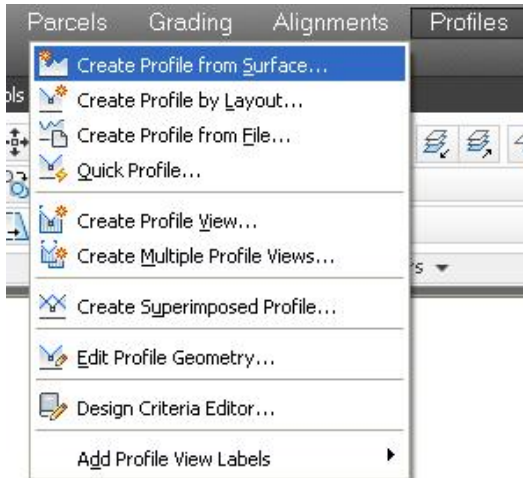 Parcels Grading Alignments Profiles
Create Profile from Surface...
ols
Create Profile by Layout...
Create Profile from File...
Quick Profile...
Create Profile View...
Create Multiple Profile Views...
's
Create Superimposed Profile...
Edit Profile Geometry...
Design Criteria Editor...
Add Profile View Labels